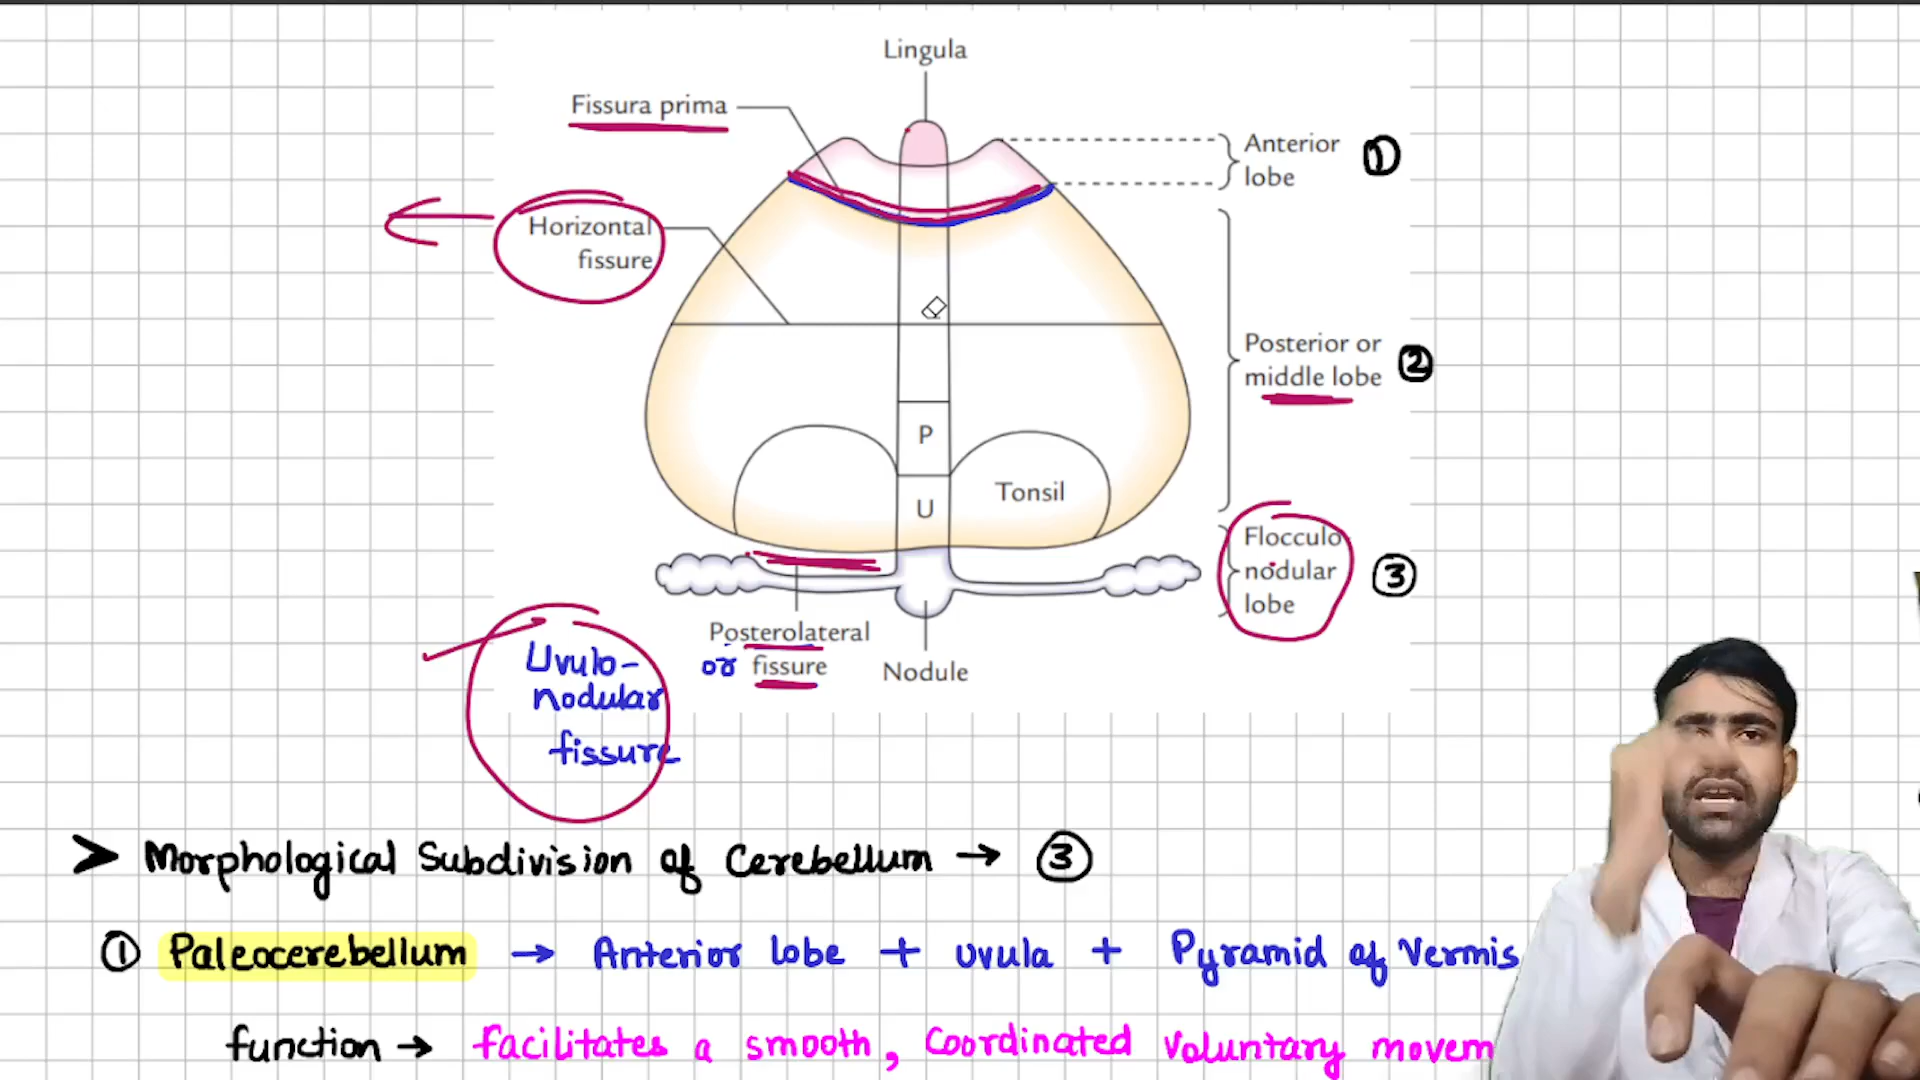 Lingula
Fissura prima
Anterior
lobe
①
Horizontal
fissure
Posterior or
middle lobe
②
P
U
Tonsil
Flocculo
nodular
lobe
③
Posterolateral
or fissure
Nodule
Uvulo-
nodular
fissure
➤ Morphological Subdivision of Cerebellum → ③
① Paleocerebellum → Anterior lobe + Uvula + Pyramid of Vermis
function → facilitates a smooth, Coordinated Voluntary movem